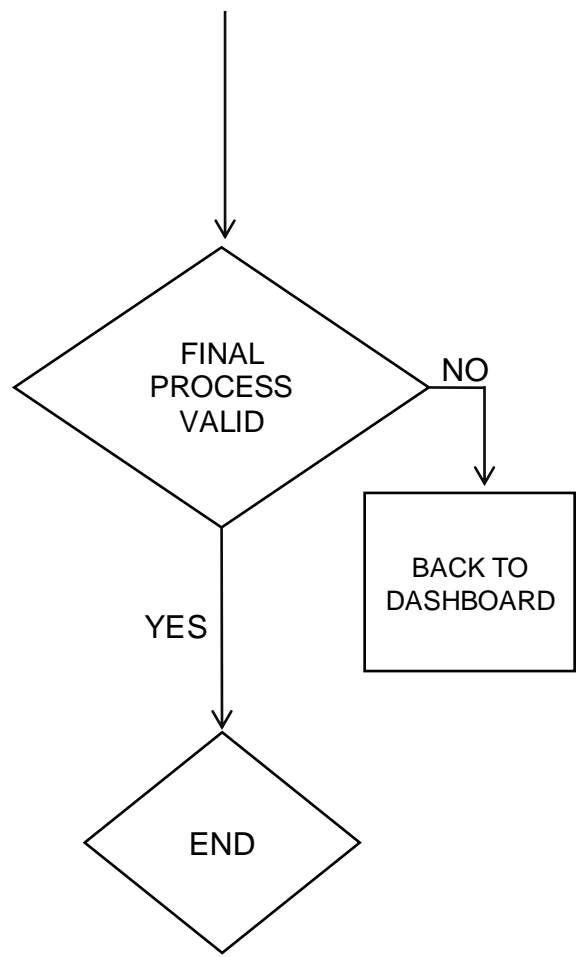 FINAL
PROCESS
VALID
NO
BACK TO
DASHBOARD
YES
END